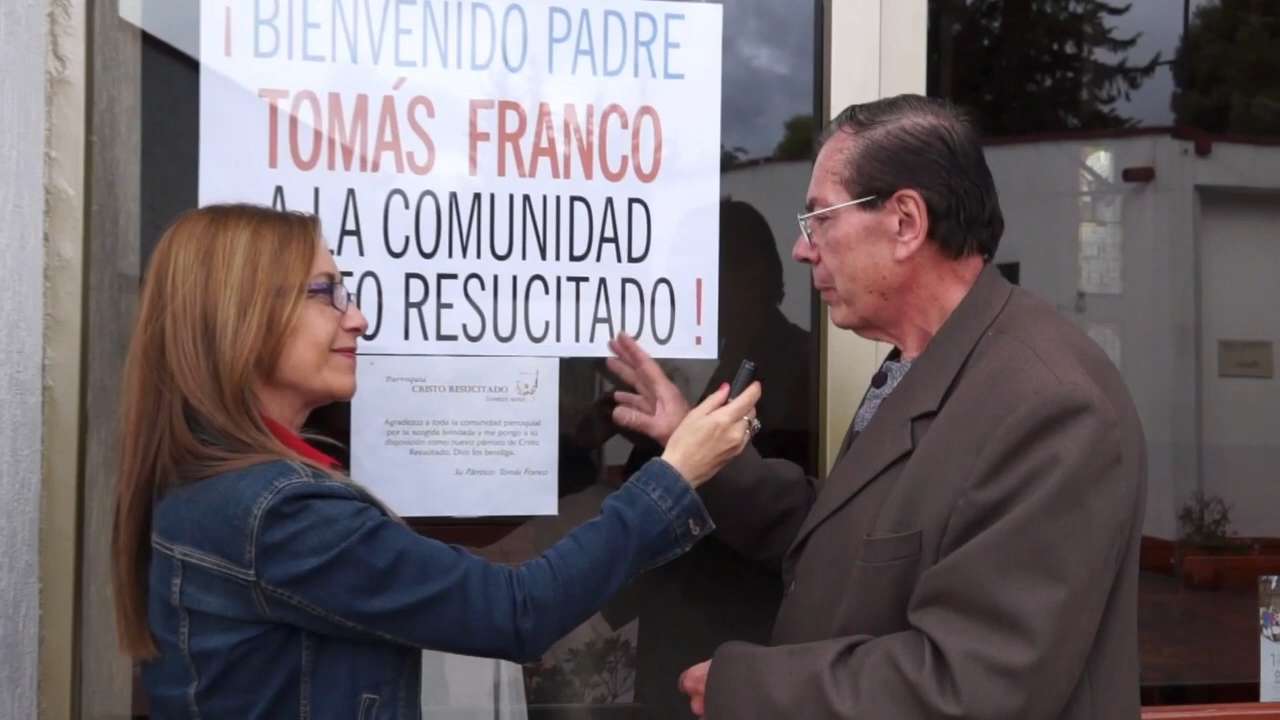 ¡ BIENVENIDO PADRE
TOMÁS FRANCO
A LA COMUNIDAD
TO RESUCITADO !
Parroquia
CRISTO RESUCITADO
Agradezco a toda la comunidad parroquial
por la acogida brindada y me pongo a su
disposición como nuevo párroco de Cristo
Resucitado. Dios los bendiga.
Su Párroco: Tomás Franco